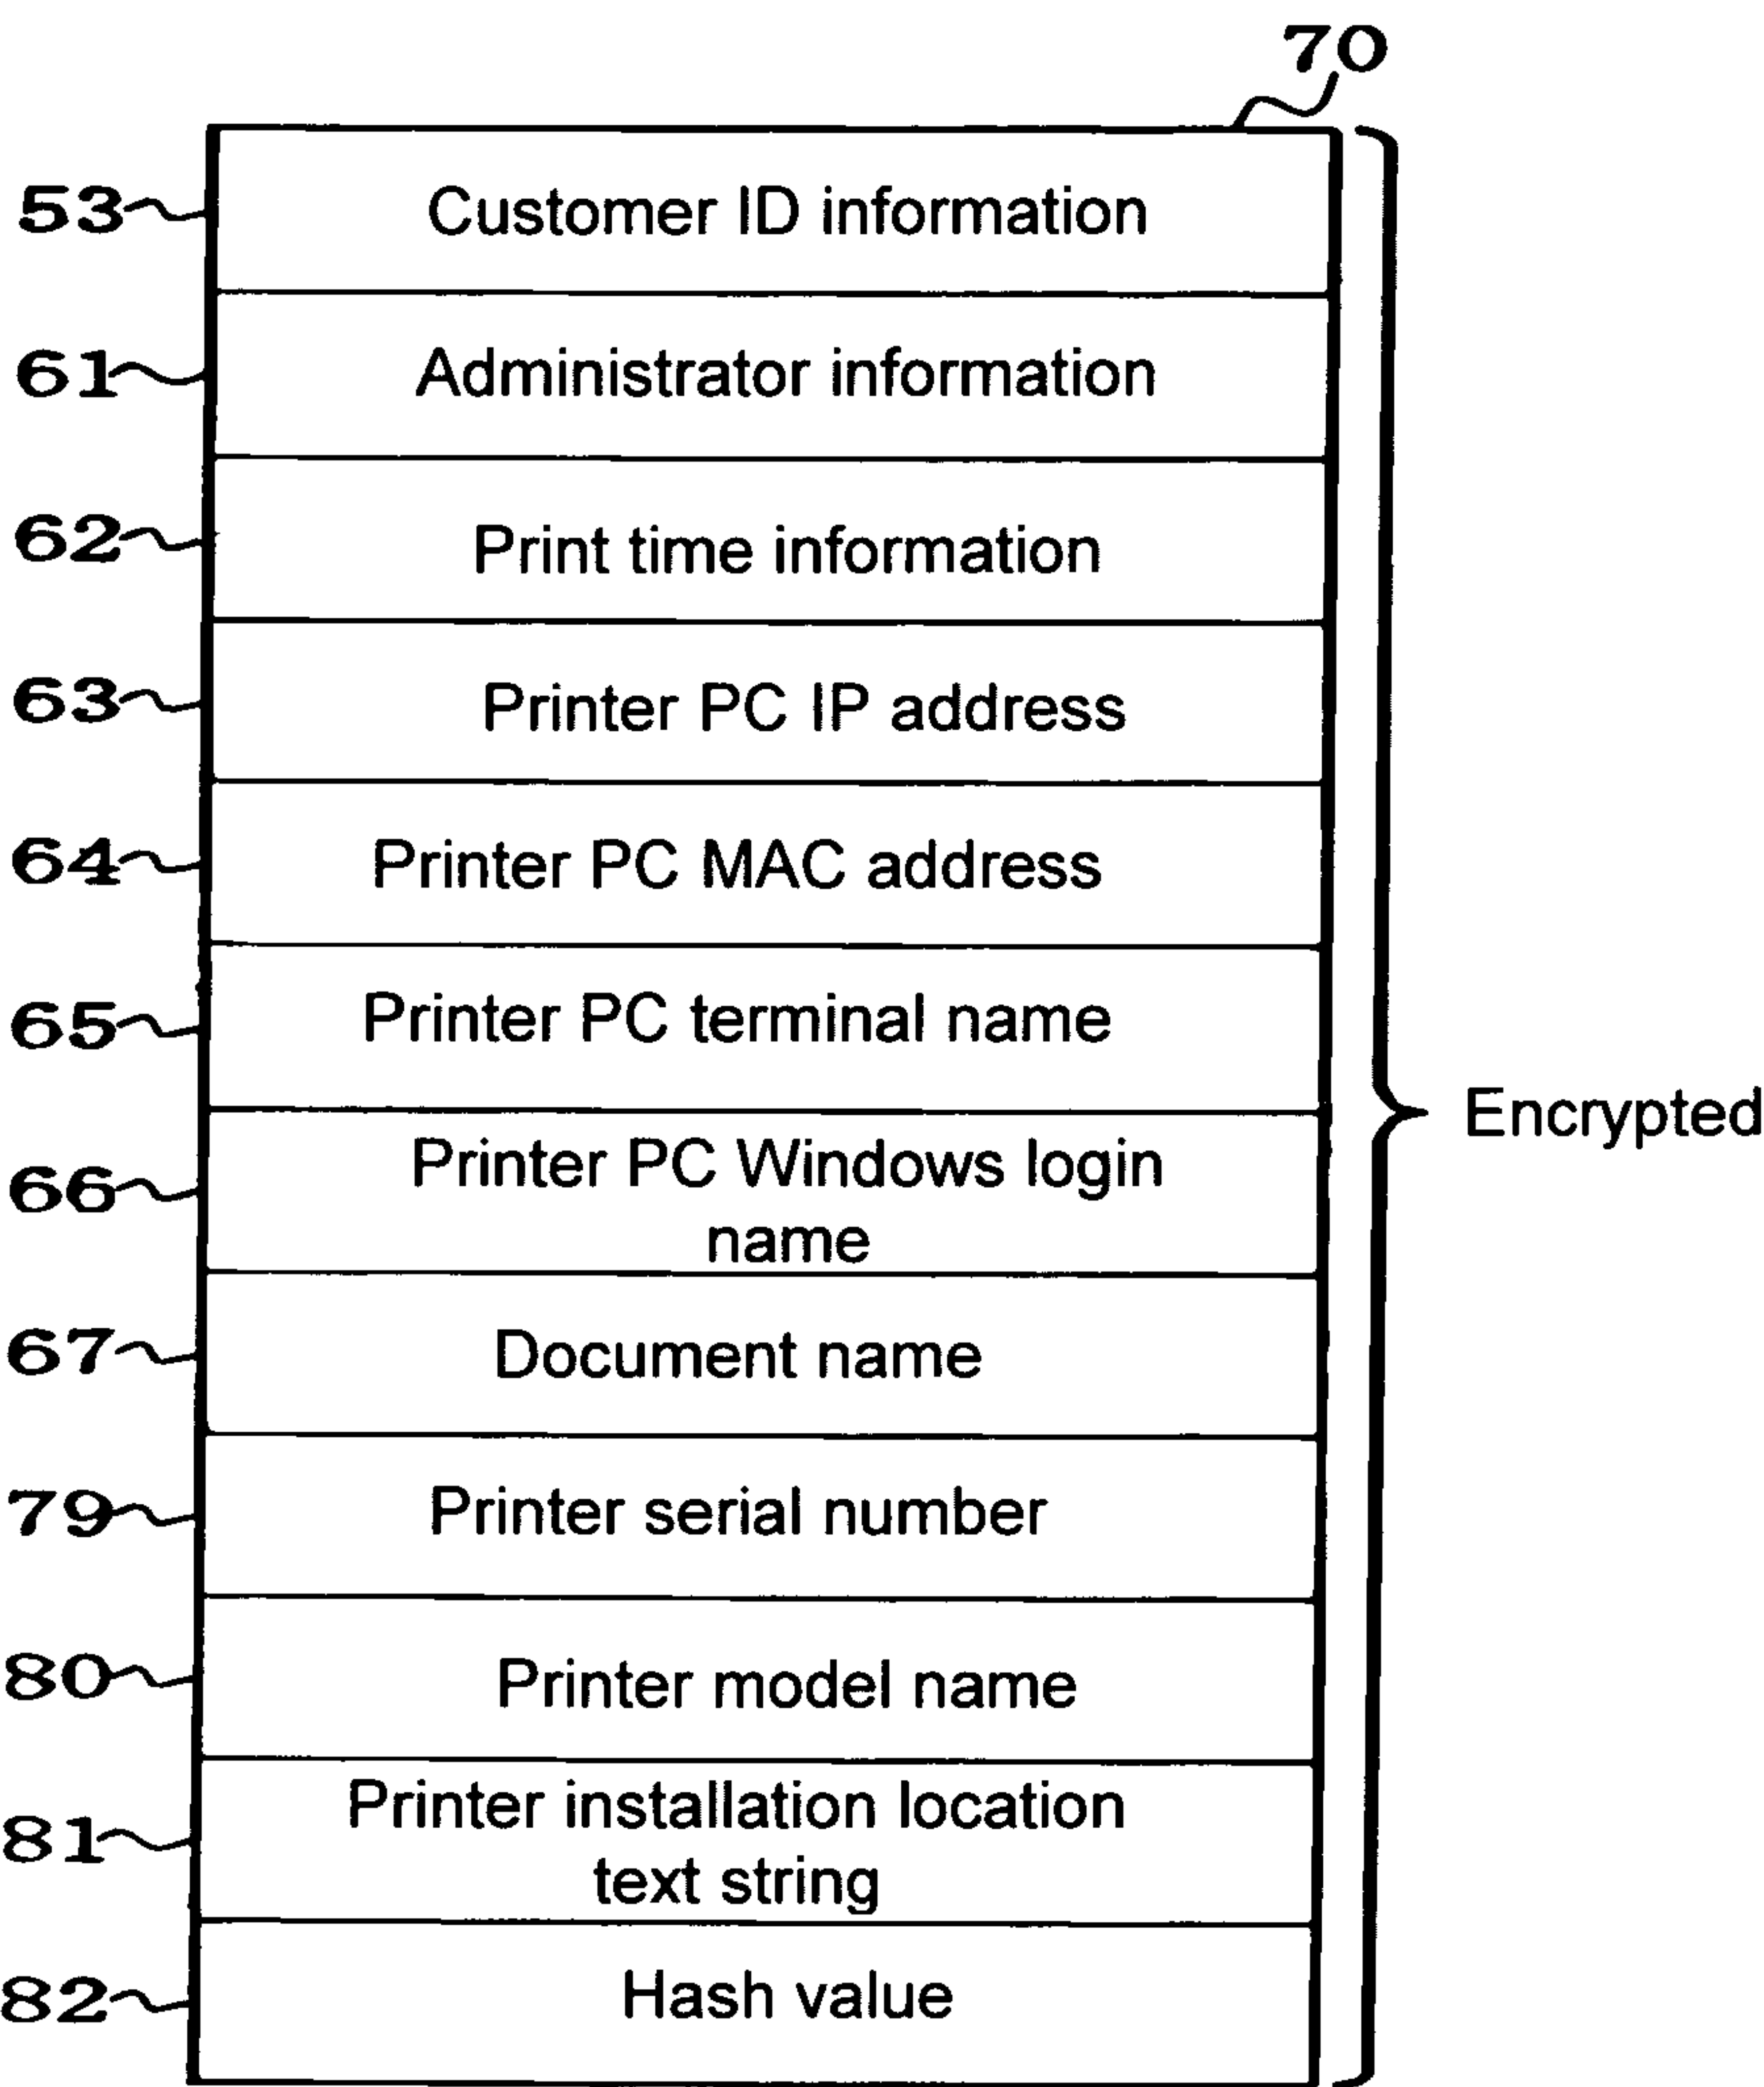 70
53 Customer ID information
61 Administrator information
62 Print time information
63 Printer PC IP address
64 Printer PC MAC address
65 Printer PC terminal name
Encrypted
66 Printer PC Windows login
name
67 Document name
79 Printer serial number
80 Printer model name
81 Printer installation location
text string
82 Hash value